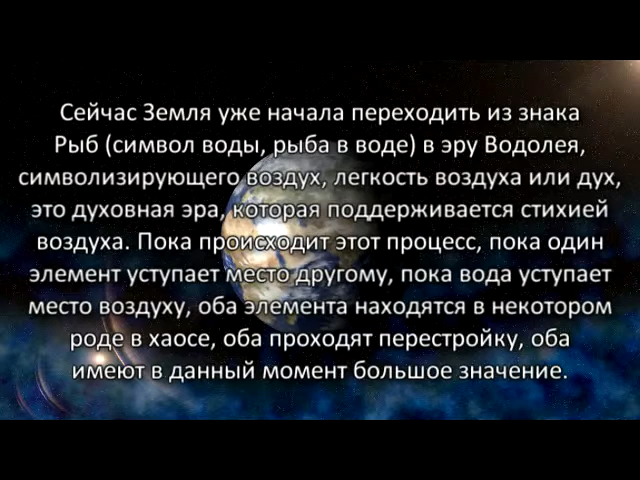 Сейчас Земля уже начала переходить из знака
Рыб (символ воды, рыба в воде) в эру Водолея,
символизирующего воздух, легкость воздуха или дух,
это духовная эра, которая поддерживается стихией
воздуха. Пока происходит этот процесс, пока один
элемент уступает место другому, пока вода уступает
место воздуху, оба элемента находятся в некотором
роде в хаосе, оба проходят перестройку, оба
имеют в данный момент большое значение.